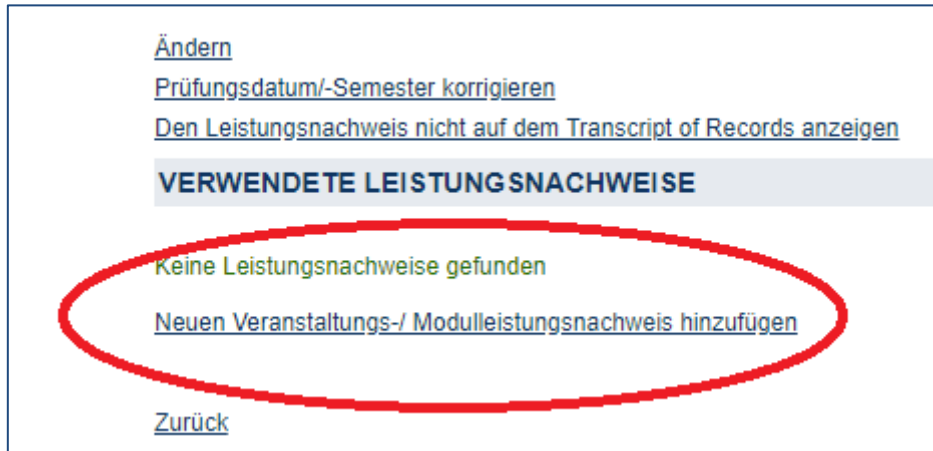 Ändern
Prüfungsdatum/-Semester korrigieren
Den Leistungsnachweis nicht auf dem Transcript of Records anzeigen
VERWENDETE LEISTUNGSNACHWEISE
Keine Leistungsnachweise gefunden
Neuen Veranstaltungs-/ Modulleistungsnachweis hinzufügen
Zurück